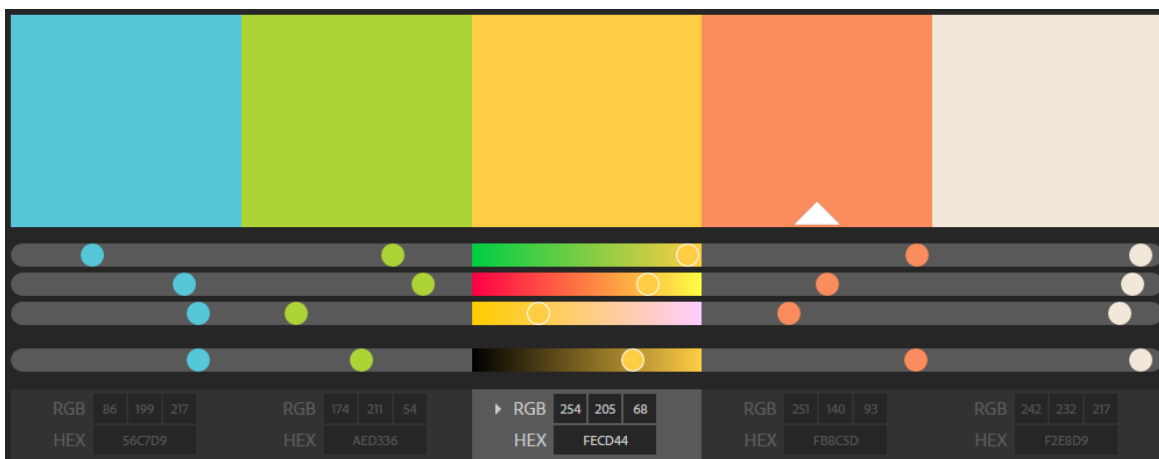 RGB 86 199 217 RGB 174 211 54 RGB 254 205 68 RGB 251 140 93 RGB 242 232 217
HEX 56C7D9 HEX AED336 HEX FECD44 HEX FB8C5D HEX F2E8D9